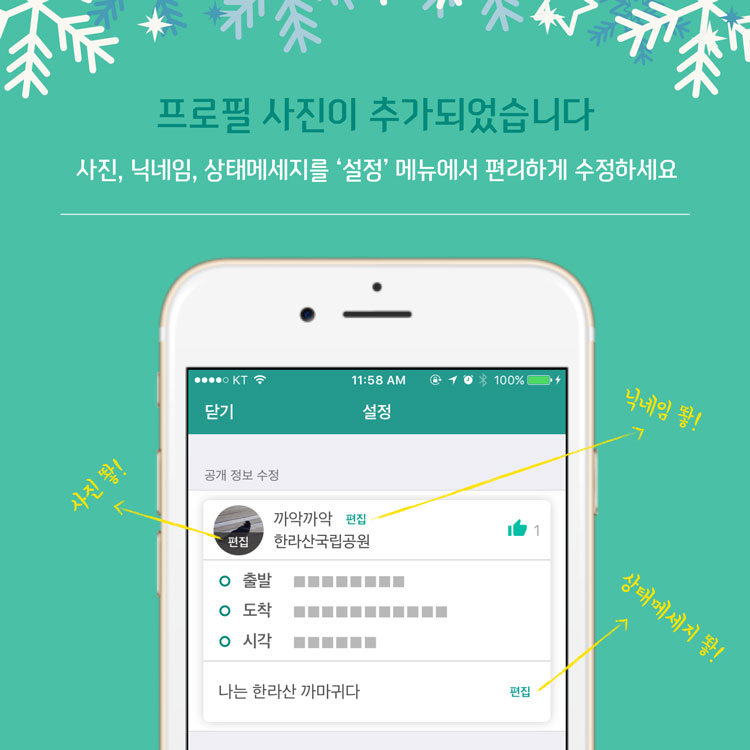 프로필 사진이 추가되었습니다
사진, 닉네임, 상태메세지를 ‘설정’ 메뉴에서 편리하게 수정하세요
KT 11:58 AM 100%
닫기 설정
닉네임 뙇!
공개 정보 수정
사진 뙇!
까악까악 편집
편집 한라산국립공원 1
출발 ■■■■■■■■
도착 ■■■■■■■■■■■
시각 ■■■■■■
상태메세지 뙇!
나는 한라산 까마귀다 편집